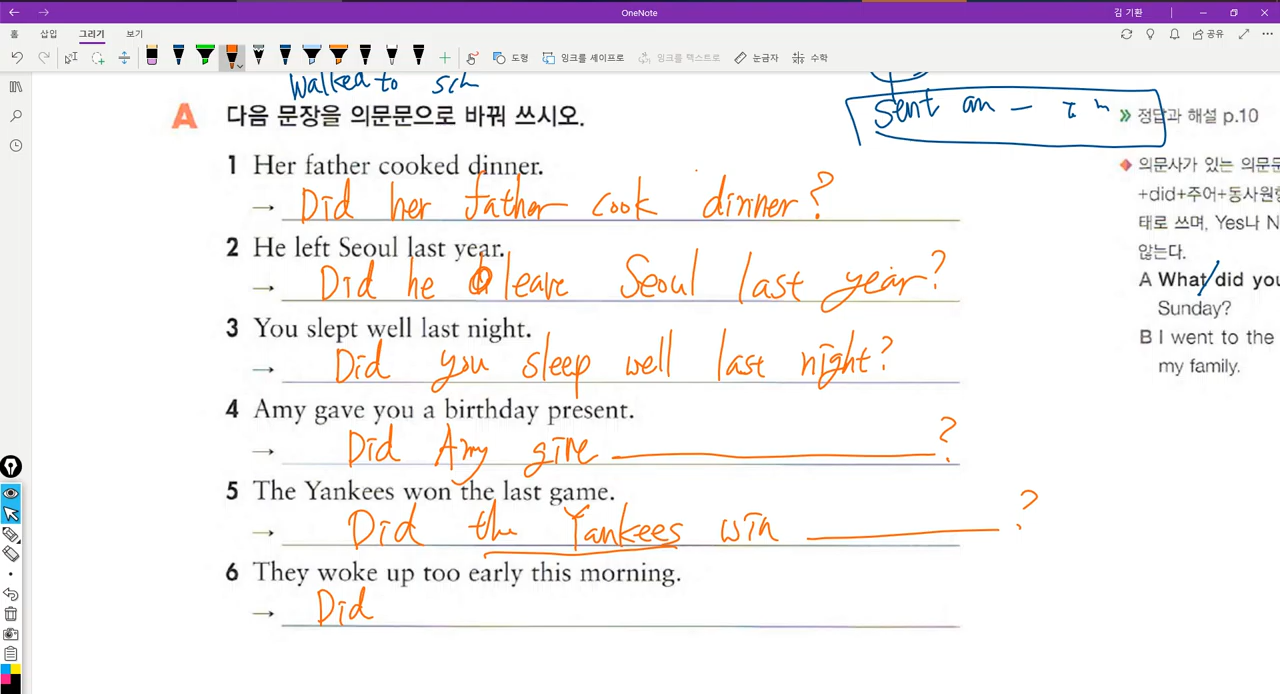 OneNote
김 기환
홈 삽입 그리기 보기
공유
도형 잉크를 셰이프로 잉크를 텍스트로 눈금자 수학
walked to sch
sent an
A 다음 문장을 의문문으로 바꿔 쓰시오.
정답과 해설 p.10
1 Her father cooked dinner.
→ Did her father cook dinner?
2 He left Seoul last year.
→ Did he leave Seoul last year?
3 You slept well last night.
→ Did you sleep well last night?
4 Amy gave you a birthday present.
→ Did Amy give ?
5 The Yankees won the last game.
→ Did the Yankees win ?
6 They woke up too early this morning.
→ Did
의문사가 있는 의문문
+did+주어+동사원형
태로 쓰며, Yes나 N
않는다.
A What did you
Sunday?
B I went to the
my family.